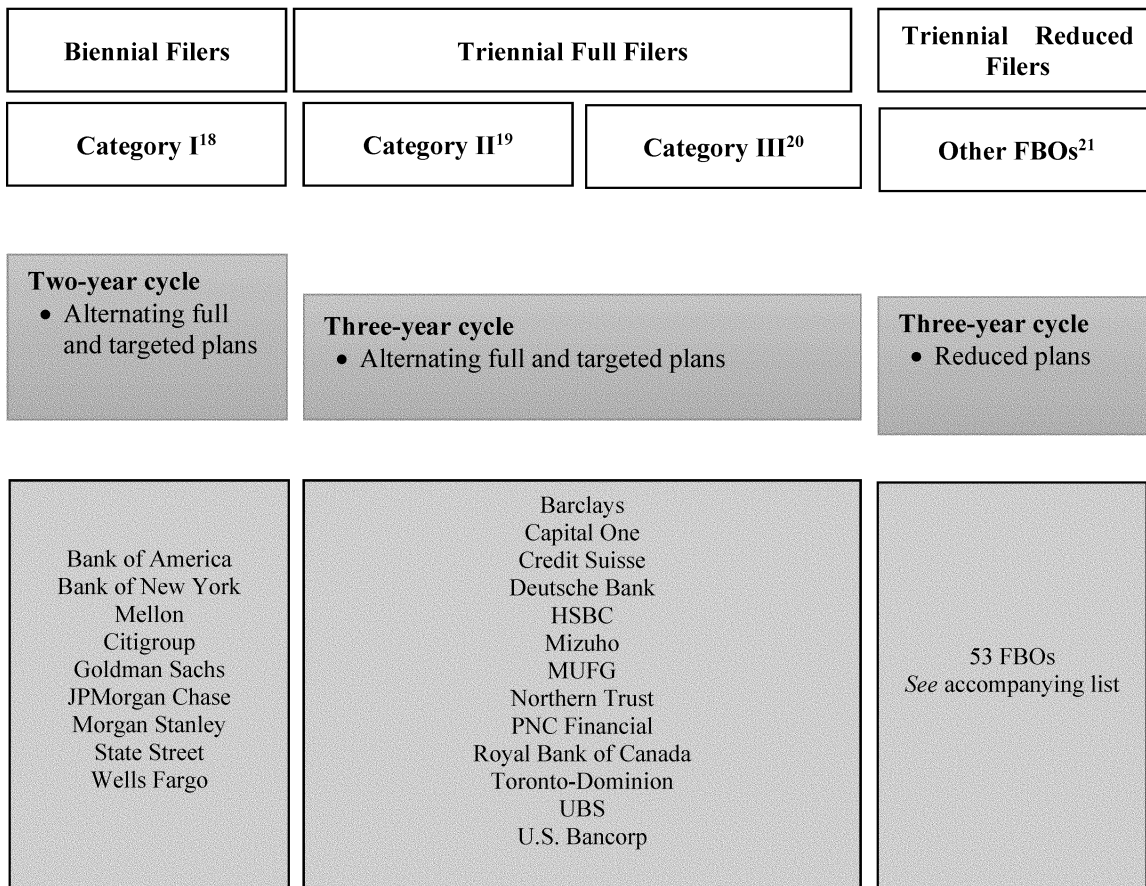 Biennial Filers
Triennial Full Filers
Triennial Reduced
Filers
Category I18
Category II19
Category III20
Other FBOs21
Two-year cycle
• Alternating full
and targeted plans
Three-year cycle
• Alternating full and targeted plans
Three-year cycle
• Reduced plans
Bank of America
Bank of New York
Mellon
Citigroup
Goldman Sachs
JPMorgan Chase
Morgan Stanley
State Street
Wells Fargo
Barclays
Capital One
Credit Suisse
Deutsche Bank
HSBC
Mizuho
MUFG
Northern Trust
PNC Financial
Royal Bank of Canada
Toronto-Dominion
UBS
U.S. Bancorp
53 FBOs
See accompanying list